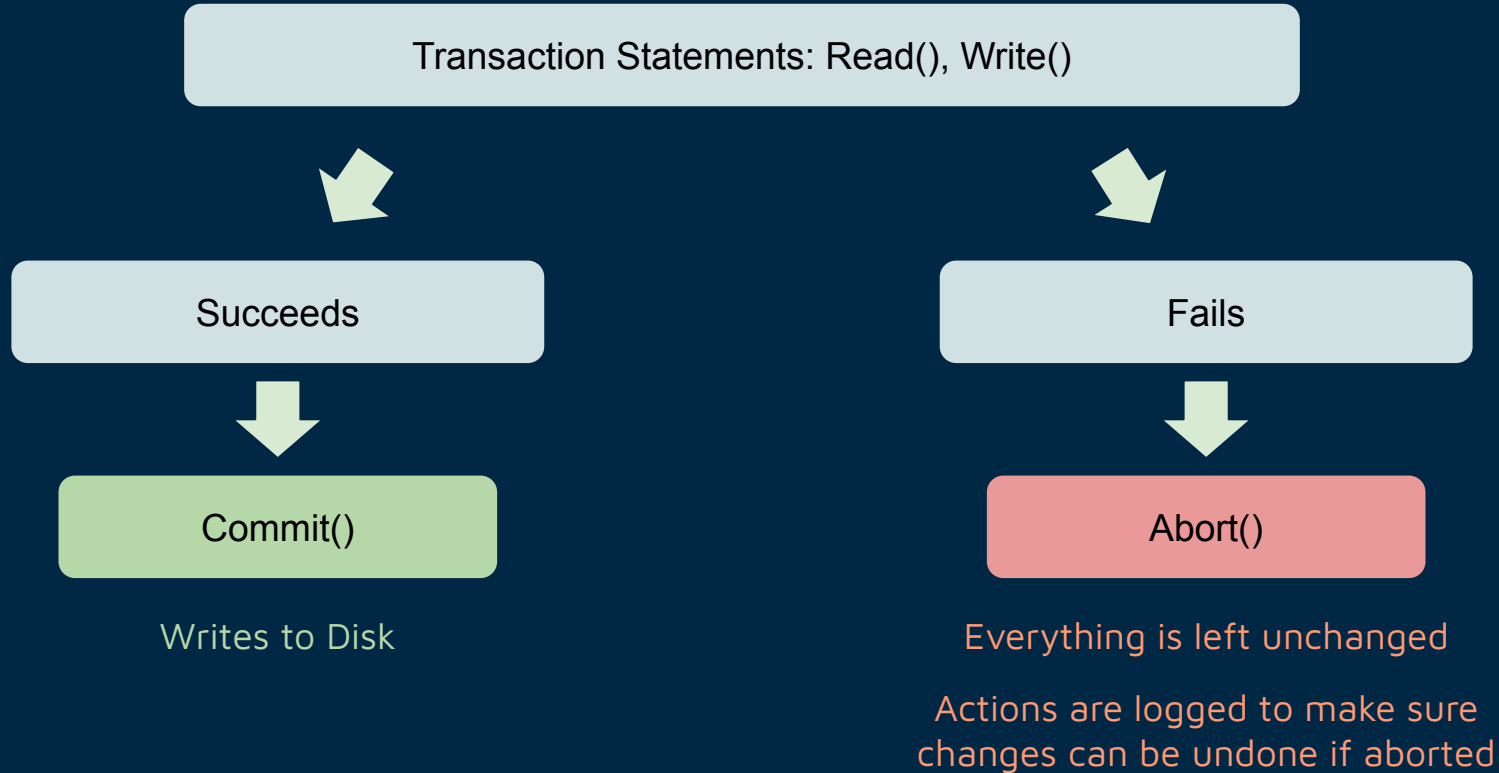 Transaction Statements: Read(), Write()
Succeeds
Fails
Commit()
Abort()
Writes to Disk
Everything is left unchanged
Actions are logged to make sure
changes can be undone if aborted